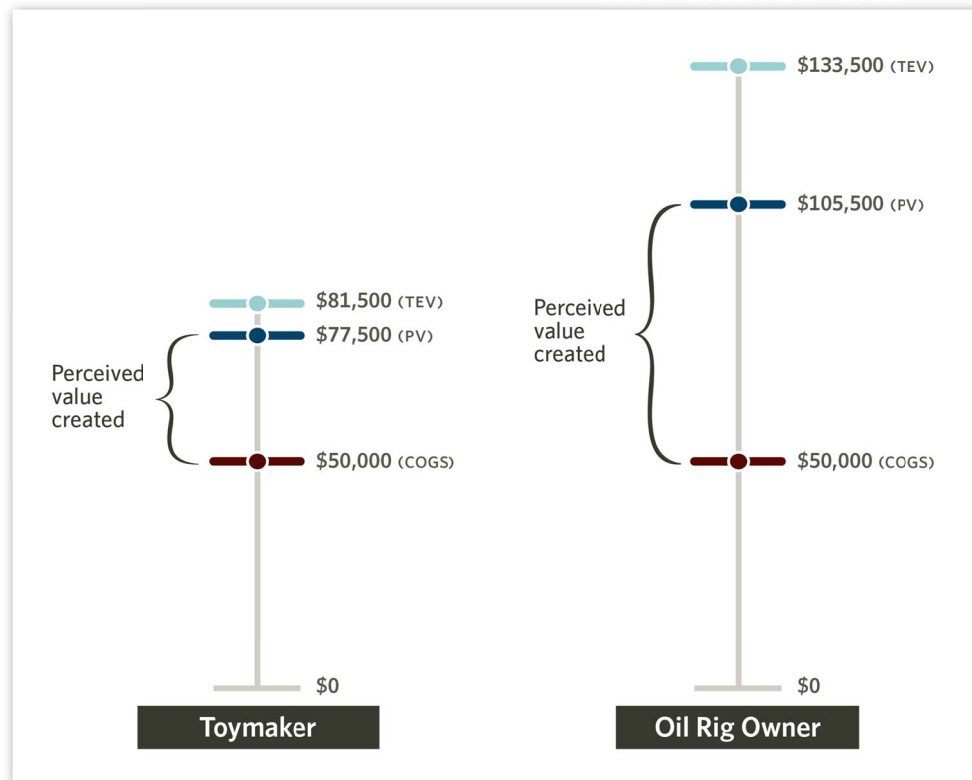 $133,500 (TEV)
$105,500 (PV)
$81,500 (TEV)
$77,500 (PV)
Perceived
value
created
Perceived
value
created
$50,000 (COGS)
$50,000 (COGS)
$0
$0
Toymaker
Oil Rig Owner